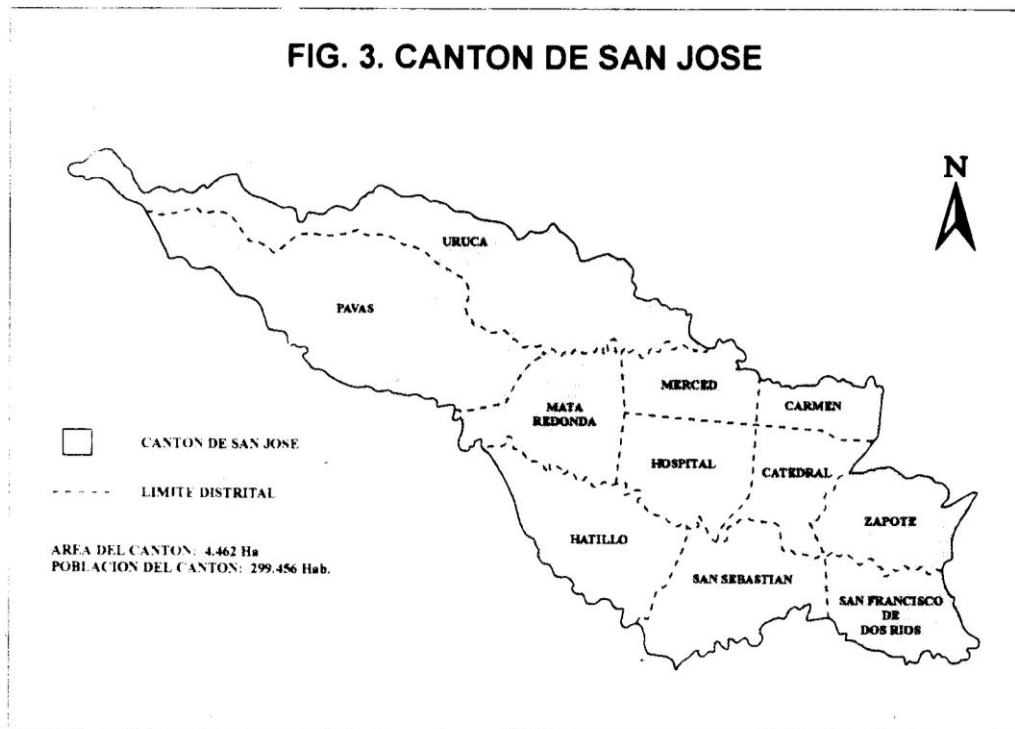 FIG. 3. CANTON DE SAN JOSE
N
URUCA
PAVAS
MERCED
CARMEN
MATA
REDONDA
HOSPITAL
CATEDRAL
ZAPOTE
HATILLO
SAN SEBASTIAN
SAN FRANCISCO
DE
DOS RIOS
CANTON DE SAN JOSE
LIMITE DISTRITAL
AREA DEL CANTON: 4.462 Ha
POBLACION DEL CANTON: 299.456 Hab.